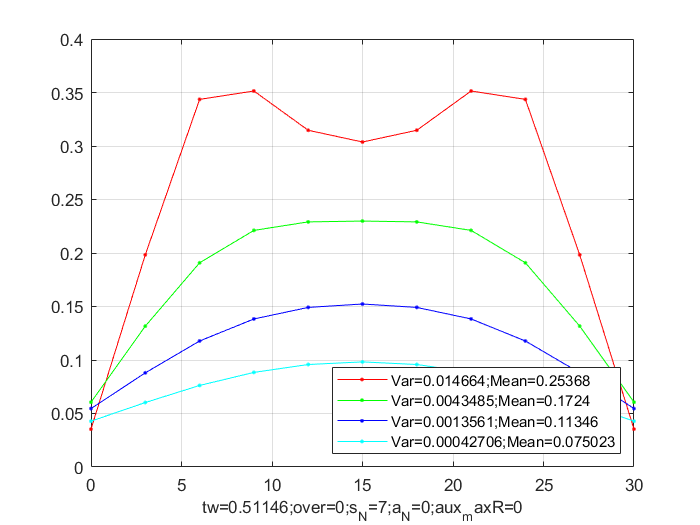 0.4
0.35
0.3
0.25
0.2
0.15
0.1
0.05
0
Var=0.014664;Mean=0.25368
Var=0.0043485;Mean=0.1724
Var=0.0013561;Mean=0.11346
Var=0.00042706;Mean=0.075023
0 5 10 15 20 25 30
tw=0.51146;over=0;s_N=7;a_N=0;aux_maxR=0